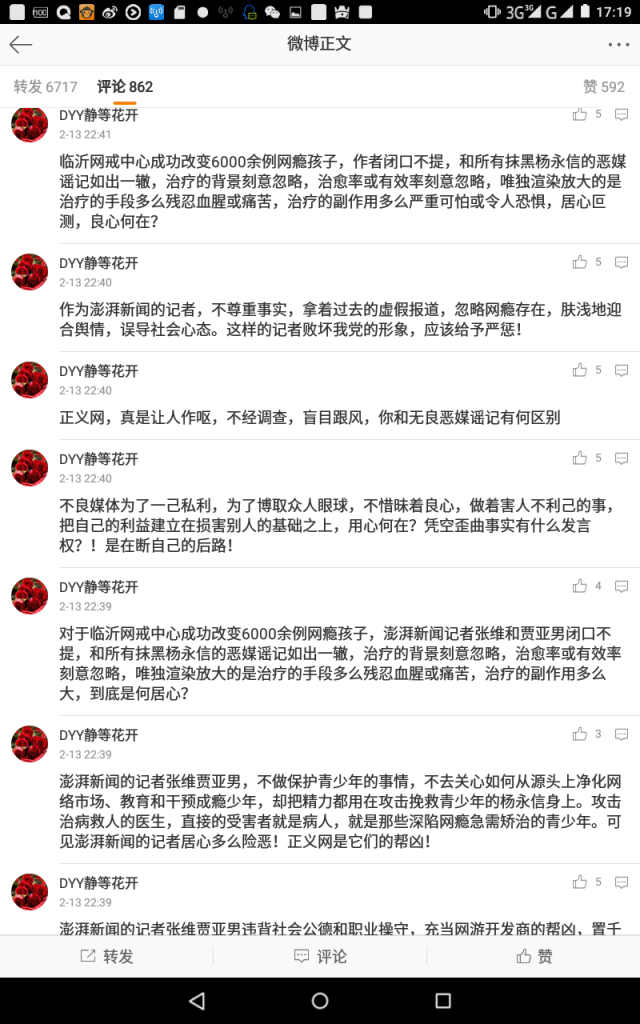 3G 3G G 17:19
微博正文
转发 6717 评论 862 赞 592
DYY静等花开 5
2-13 22:41
临沂网戒中心成功改变6000余例网瘾孩子，作者闭口不提，和所有抹黑杨永信的恶媒
谣记如出一辙，治疗的背景刻意忽略，治愈率或有效率刻意忽略，唯独渲染放大的是
治疗的手段多么残忍血腥或痛苦，治疗的副作用多么严重可怕或令人恐惧，居心叵
测，良心何在？
DYY静等花开 5
2-13 22:40
作为澎湃新闻的记者，不尊重事实，拿着过去的虚假报道，忽略网瘾存在，肤浅地迎
合舆情，误导社会心态。这样的记者败坏我党的形象，应该给予严惩！
DYY静等花开 5
2-13 22:40
正义网，真是让人作呕，不经调查，盲目跟风，你和无良恶媒谣记有何区别
DYY静等花开 5
2-13 22:40
不良媒体为了一己私利，为了博取众人眼球，不惜昧着良心，做着害人不利己的事，
把自己的利益建立在损害别人的基础之上，用心何在？凭空歪曲事实有什么发言
权？！是在断自己的后路！
DYY静等花开 4
2-13 22:39
对于临沂网戒中心成功改变6000余例网瘾孩子，澎湃新闻记者张维和贾亚男闭口不
提，和所有抹黑杨永信的恶媒谣记如出一辙，治疗的背景刻意忽略，治愈率或有效率
刻意忽略，唯独渲染放大的是治疗的手段多么残忍血腥或痛苦，治疗的副作用多么
大，到底是何居心？
DYY静等花开 3
2-13 22:39
澎湃新闻的记者张维贾亚男，不做保护青少年的事情，不去关心如何从源头上净化网
络市场、教育和干预成瘾少年，却把精力都用在攻击挽救青少年的杨永信身上。攻击
治病救人的医生，直接的受害者就是病人，就是那些深陷网瘾急需矫治的青少年。可
见澎湃新闻的记者居心多么险恶！正义网是它们的帮凶！
DYY静等花开 5
2-13 22:39
澎湃新闻的记者张维贾亚男违背社会公德和职业操守，充当网游开发商的帮凶，置千
转发 评论 赞